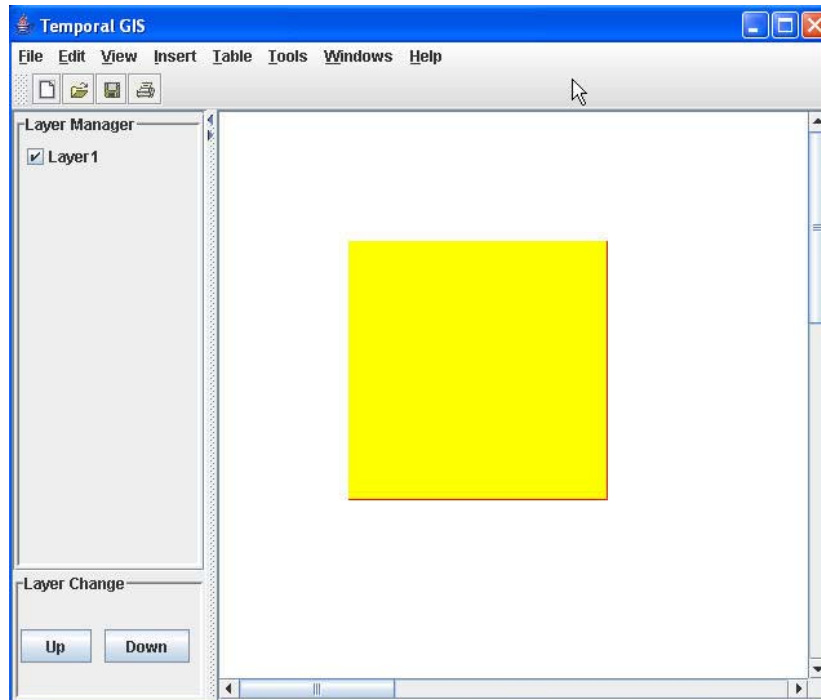 Temporal GIS
File Edit View Insert Table Tools Windows Help
Layer Manager
Layer1
Layer Change
Up Down